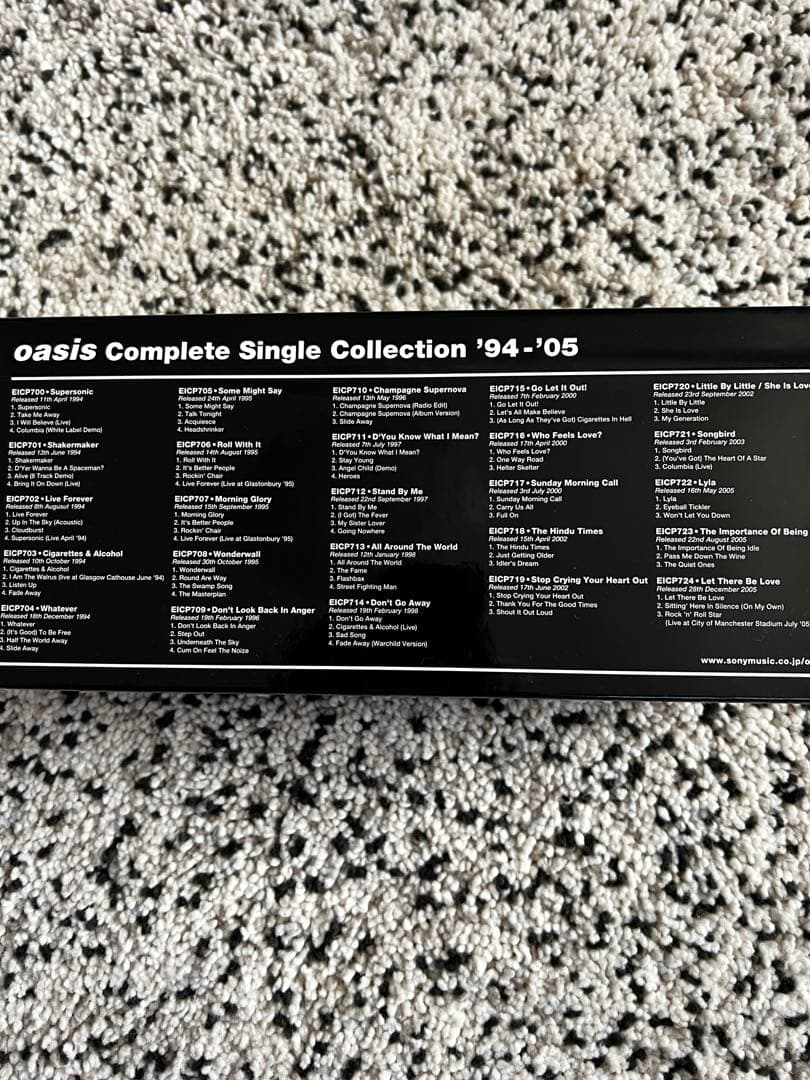 oasis Complete Single Collection '94-'05
EICP700•Supersonic
Released 11th April 1994
1. Supersonic
2. Take Me Away
3. I Will Believe (Live)
4. Columbia (White Label Demo)
EICP701•Shakermaker
Released 13th June 1994
1. Shakermaker
2. D'Yer Wanna Be A Spaceman?
3. Alive (8 Track Demo)
4. Bring It On Down (Live)
EICP702•Live Forever
Released 8th August 1994
1. Live Forever
2. Up In The Sky (Acoustic)
3. Cloudburst
4. Supersonic (Live April '94)
EICP703•Cigarettes & Alcohol
Released 10th October 1994
1. Cigarettes & Alcohol
2. I Am The Walrus (live at Glasgow Cathouse June '94)
3. Listen Up
4. Fade Away
EICP704•Whatever
Released 18th December 1994
1. Whatever
2. (It's Good) To Be Free
3. Half The World Away
4. Slide Away
EICP705•Some Might Say
Released 24th April 1995
1. Some Might Say
2. Talk Tonight
3. Acquiesce
4. Headshrinker
EICP706•Roll With It
Released 14th August 1995
1. Roll With It
2. It's Better People
3. Rockin' Chair
4. Live Forever (Live at Glastonbury '95)
EICP707•Morning Glory
Released 15th September 1995
1. Morning Glory
2. It's Better People
3. Rockin' Chair
4. Live Forever (Live at Glastonbury '95)
EICP708•Wonderwall
Released 30th October 1995
1. Wonderwall
2. Round Are Way
3. The Swamp Song
4. The Masterplan
EICP709•Don't Look Back In Anger
Released 19th February 1996
1. Don't Look Back In Anger
2. Step Out
3. Underneath The Sky
4. Cum On Feel The Noize
EICP710•Champagne Supernova
Released 13th May 1996
1. Champagne Supernova (Radio Edit)
2. Champagne Supernova (Album Version)
3. Slide Away
EICP711•D'You Know What I Mean?
Released 7th July 1997
1. D'You Know What I Mean?
2. Stay Young
3. Angel Child (Demo)
4. Heroes
EICP712•Stand By Me
Released 22nd September 1997
1. Stand By Me
2. (I Got) The Fever
3. My Sister Lover
4. Going Nowhere
EICP713•All Around The World
Released 12th January 1998
1. All Around The World
2. The Fame
3. Flashbax
4. Street Fighting Man
EICP714•Don't Go Away
Released 19th February 1998
1. Don't Go Away
2. Cigarettes & Alcohol (Live)
3. Sad Song
4. Fade Away (Warchild Version)
EICP715•Go Let It Out!
Released 7th February 2000
1. Go Let It Out!
2. Let's All Make Believe
3. (As Long As They've Got) Cigarettes In Hell
EICP716•Who Feels Love?
Released 17th April 2000
1. Who Feels Love?
2. One Way Road
3. Helter Skelter
EICP717•Sunday Morning Call
Released 3rd July 2000
1. Sunday Morning Call
2. Carry Us All
3. Full On
EICP718•The Hindu Times
Released 15th April 2002
1. The Hindu Times
2. Just Getting Older
3. Idler's Dream
EICP719•Stop Crying Your Heart Out
Released 17th June 2002
1. Stop Crying Your Heart Out
2. Thank You For The Good Times
3. Shout It Out Loud
EICP720•Little By Little / She Is Lov
Released 23rd September 2002
1. Little By Little
2. She Is Love
3. My Generation
EICP721•Songbird
Released 3rd February 2003
1. Songbird
2. (You've Got) The Heart Of A Star
3. Columbia (Live)
EICP722•Lyla
Released 16th May 2005
1. Lyla
2. Eyeball Tickler
3. Won't Let You Down
EICP723•The Importance Of Being
Released 22nd August 2005
1. The Importance Of Being Idle
2. Pass Me Down The Wine
3. The Quiet Ones
EICP724•Let There Be Love
Released 28th December 2005
1. Let There Be Love
2. Sitting' Here In Silence (On My Own)
3. Rock 'n' Roll Star
(Live at City of Manchester Stadium July '05
www.sonymusic.co.jp/o